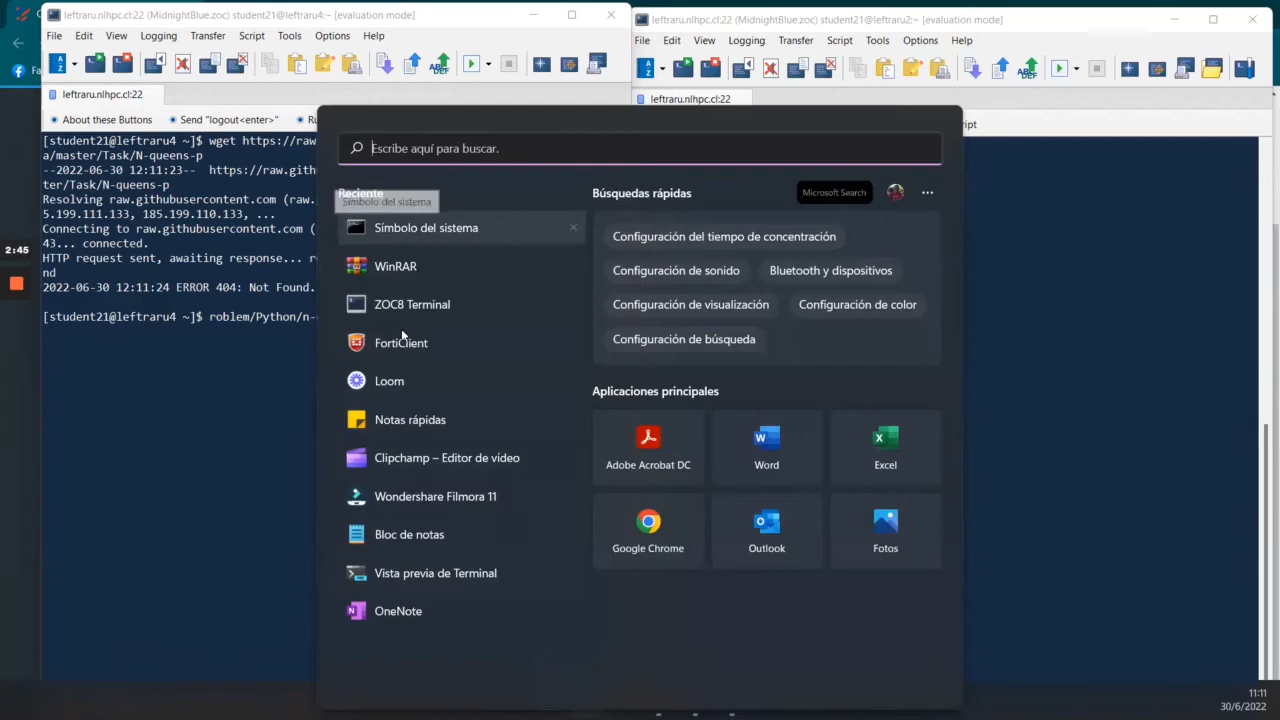 leftraru.nlhpc.cl:22 (MidnightBlue.zoc) student21@leftraru4:~ [evaluation mode]
File Edit View Logging Transfer Script Tools Options Help
leftraru.nlhpc.cl:22
About these Buttons Send "logout<enter>"
[student21@leftraru4 ~]$ wget https://raw
a/master/Task/N-queens-p
--2022-06-30 12:11:23-- https://raw.gith
ter/Task/N-queens-p
Resolving raw.githubusercontent.com (raw.
5.199.111.133, 185.199.110.133, ...
Connecting to raw.githubusercontent.com (
43... connected.
HTTP request sent, awaiting response...
nd
2022-06-30 12:11:24 ERROR 404: Not Found.
[student21@leftraru4 ~]$ roblem/Python/n-
2:45
leftraru.nlhpc.cl:22 (MidnightBlue.zoc) student21@leftraru2:~ [evaluation mode]
File Edit View Logging Transfer Script Tools Options Help
leftraru.nlhpc.cl:22
Escribe aquí para buscar.
Reciente
Símbolo del sistema
Símbolo del sistema
WinRAR
ZOC8 Terminal
FortiClient
Loom
Notas rápidas
Clipchamp – Editor de vídeo
Wondershare Filmora 11
Bloc de notas
Vista previa de Terminal
OneNote
Búsquedas rápidas
Microsoft Search
Configuración del tiempo de concentración
Configuración de sonido
Bluetooth y dispositivos
Configuración de visualización
Configuración de color
Configuración de búsqueda
Aplicaciones principales
Adobe Acrobat DC
Word
Excel
Google Chrome
Outlook
Fotos
11:11
30/6/2022